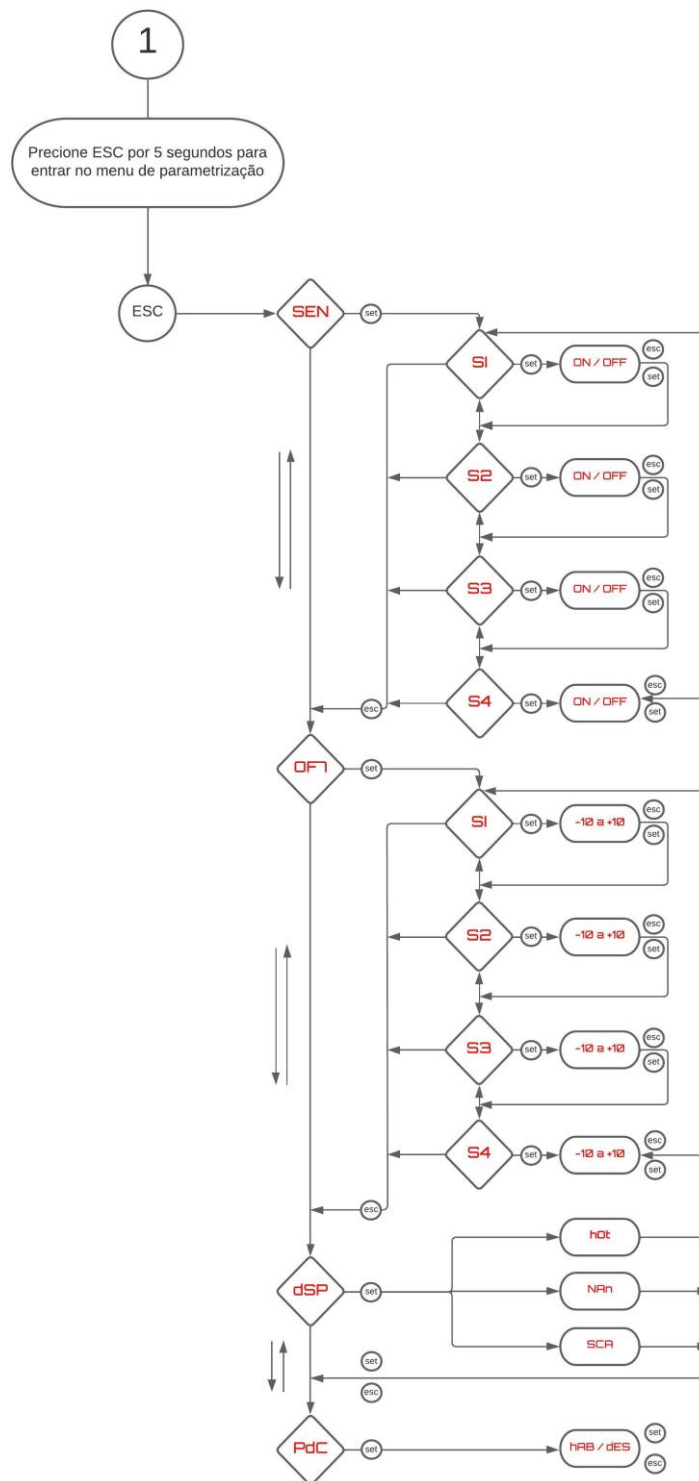 1
Precione ESC por 5 segundos para
entrar no menu de parametrização
ESC
SEN
set
S1
set
ON / OFF
esc
set
S2
set
ON / OFF
esc
set
S3
set
ON / OFF
esc
set
S4
set
ON / OFF
esc
set
esc
OF1
set
S1
set
-10 a +10
esc
set
S2
set
-10 a +10
esc
set
S3
set
-10 a +10
esc
set
S4
set
-10 a +10
esc
set
esc
hOt
dSP
set
NAn
SCA
set
esc
PdC
set
hAB / dES
set
esc